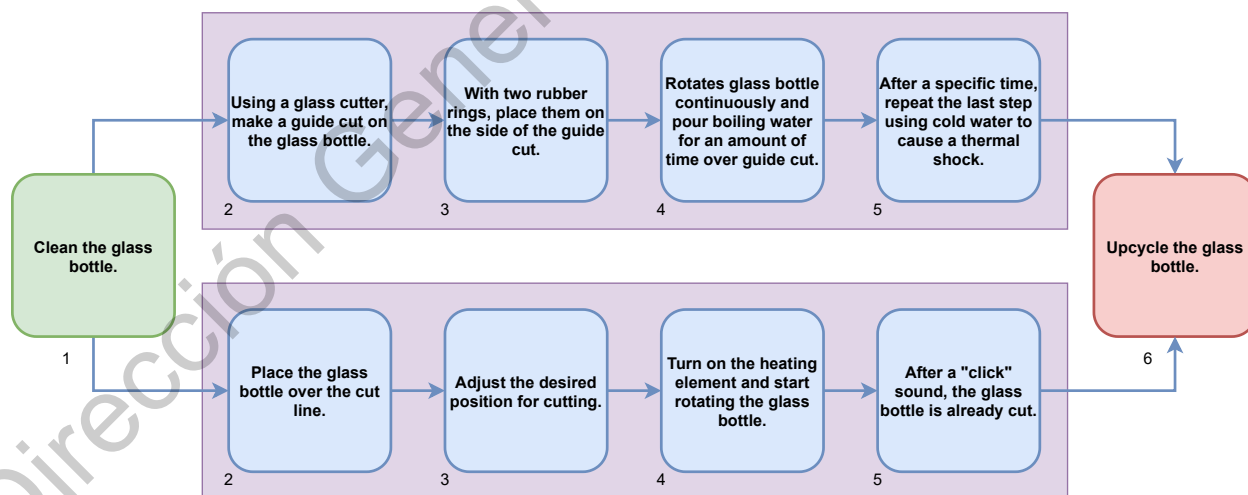 Clean the glass
bottle.
1
Using a glass cutter,
make a guide cut on
the glass bottle.
2
With two rubber
rings, place them on
the side of the guide
cut.
3
Rotates glass bottle
continuously and
pour boiling water
for an amount of
time over guide cut.
4
After a specific time,
repeat the last step
using cold water to
cause a thermal
shock.
5
Place the glass
bottle over the cut
line.
2
Adjust the desired
position for cutting.
3
Turn on the heating
element and start
rotating the glass
bottle.
4
After a "click"
sound, the glass
bottle is already cut.
5
Upcycle the glass
bottle.
6
Dirección Gener